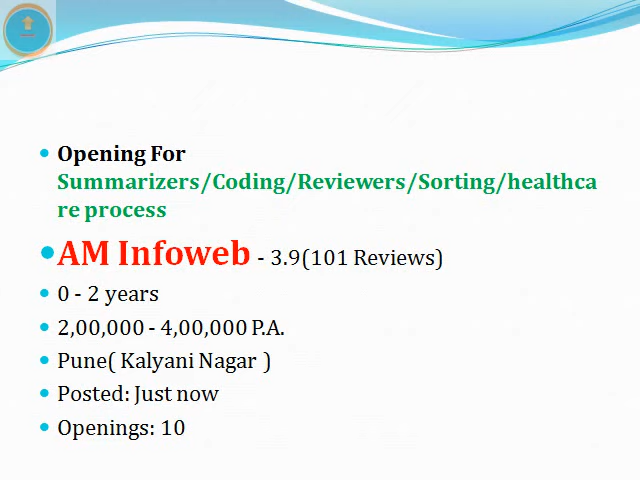 Opening For
Summarizers/Coding/Reviewers/Sorting/healthca
re process
AM Infoweb - 3.9(101 Reviews)
0 - 2 years
2,00,000 - 4,00,000 P.A.
Pune( Kalyani Nagar )
Posted: Just now
Openings: 10